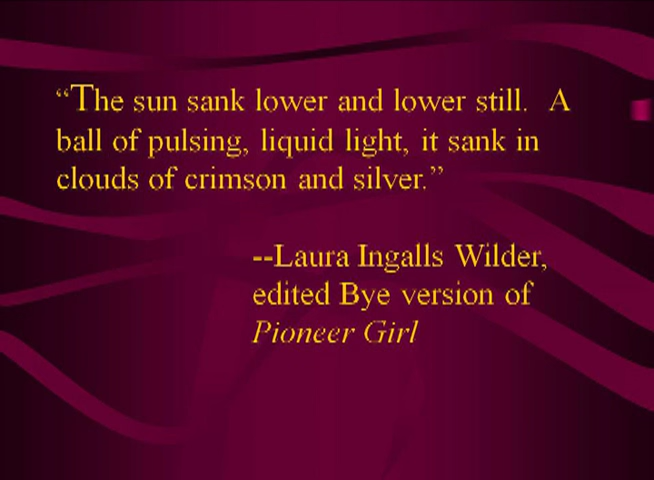 “The sun sank lower and lower still.  A
ball of pulsing, liquid light, it sank in
clouds of crimson and silver.”
--Laura Ingalls Wilder,
edited Bye version of
Pioneer Girl